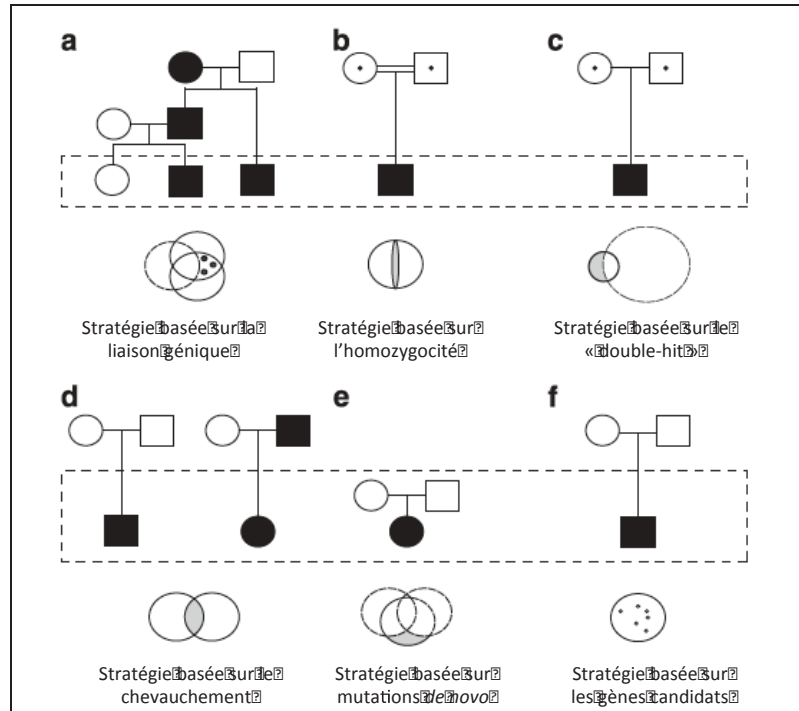 a
b
c
Stratégie basée sur la
liaison génique
Stratégie basée sur
l'homozygocité
Stratégie basée sur le
« double-hit »
d
e
f
Stratégie basée sur le
chevauchement
Stratégie basée sur
mutations de novo
Stratégie basée sur
les gènes candidats